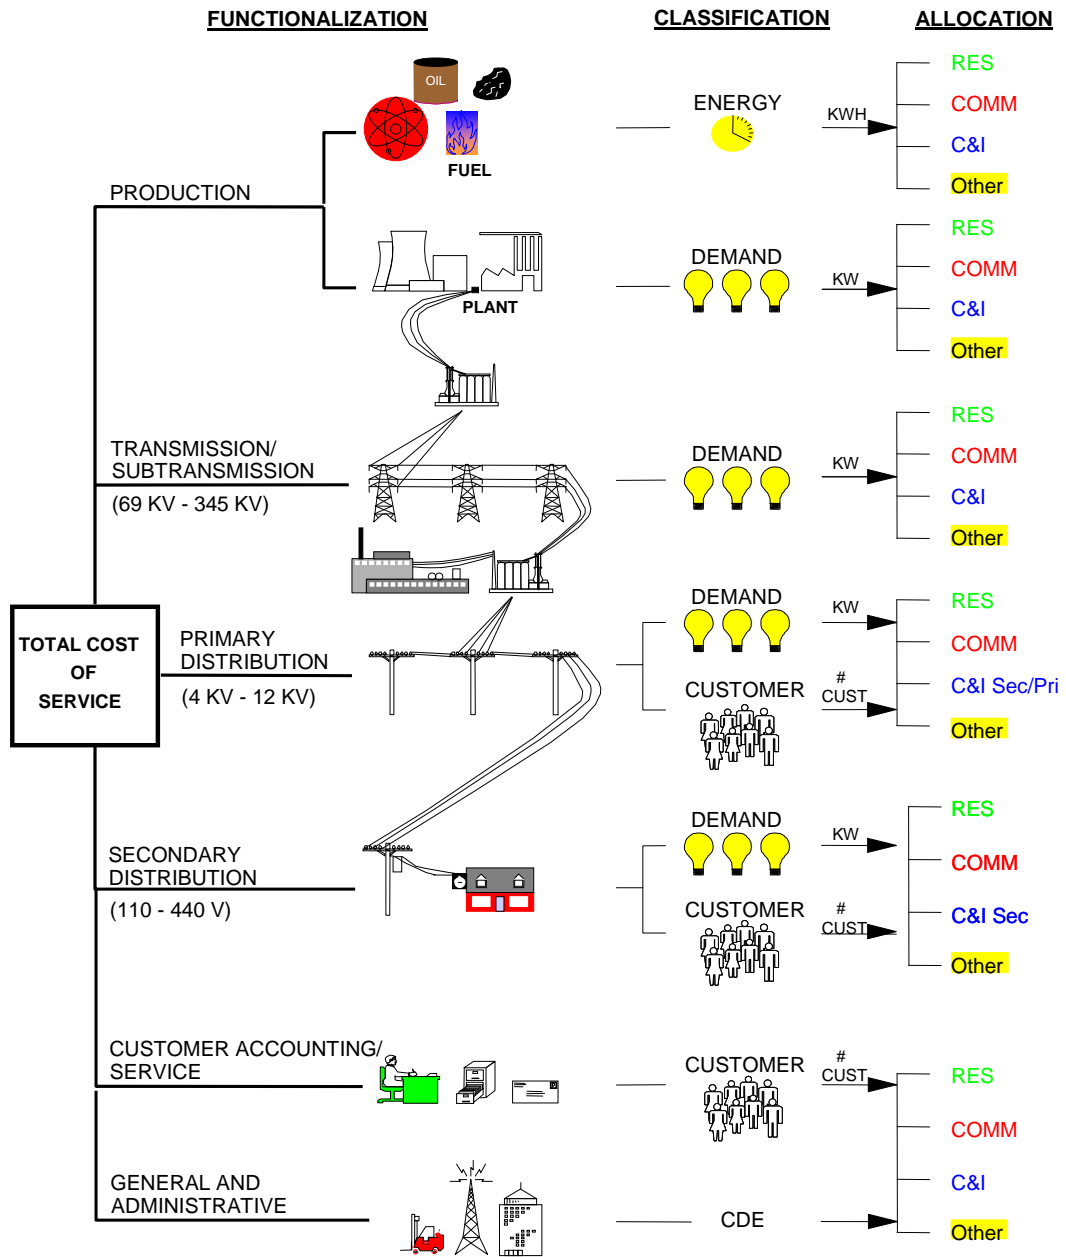 FUNCTIONALIZATION
CLASSIFICATION
ALLOCATION
OIL
FUEL
PRODUCTION
ENERGY
KWH
RES
COMM
C&I
Other
PLANT
DEMAND
KW
RES
COMM
C&I
Other
TRANSMISSION/
SUBTRANSMISSION
(69 KV - 345 KV)
DEMAND
KW
RES
COMM
C&I
Other
TOTAL COST
OF
SERVICE
PRIMARY
DISTRIBUTION
(4 KV - 12 KV)
DEMAND
KW
CUSTOMER
#
CUST
RES
COMM
C&I Sec/Pri
Other
SECONDARY
DISTRIBUTION
(110 - 440 V)
DEMAND
KW
CUSTOMER
#
CUST
RES
COMM
C&I Sec
Other
CUSTOMER ACCOUNTING/
SERVICE
CUSTOMER
#
CUST
GENERAL AND
ADMINISTRATIVE
CDE
RES
COMM
C&I
Other